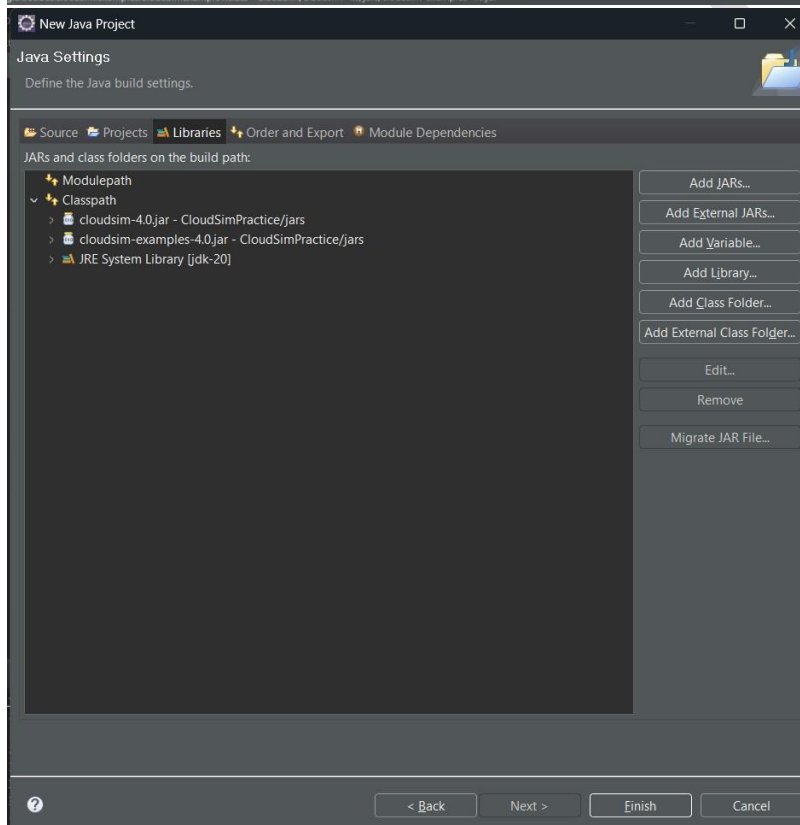 New Java Project
Java Settings
Define the Java build settings.
Source Projects Libraries Order and Export Module Dependencies
JARs and class folders on the build path:
Modulepath
Classpath
cloudsim-4.0.jar - CloudSimPractice/jars
cloudsim-examples-4.0.jar - CloudSimPractice/jars
JRE System Library [jdk-20]
Add JARs...
Add External JARs...
Add Variable...
Add Library...
Add Class Folder...
Add External Class Folder...
Edit...
Remove
Migrate JAR File...
< Back Next > Finish Cancel